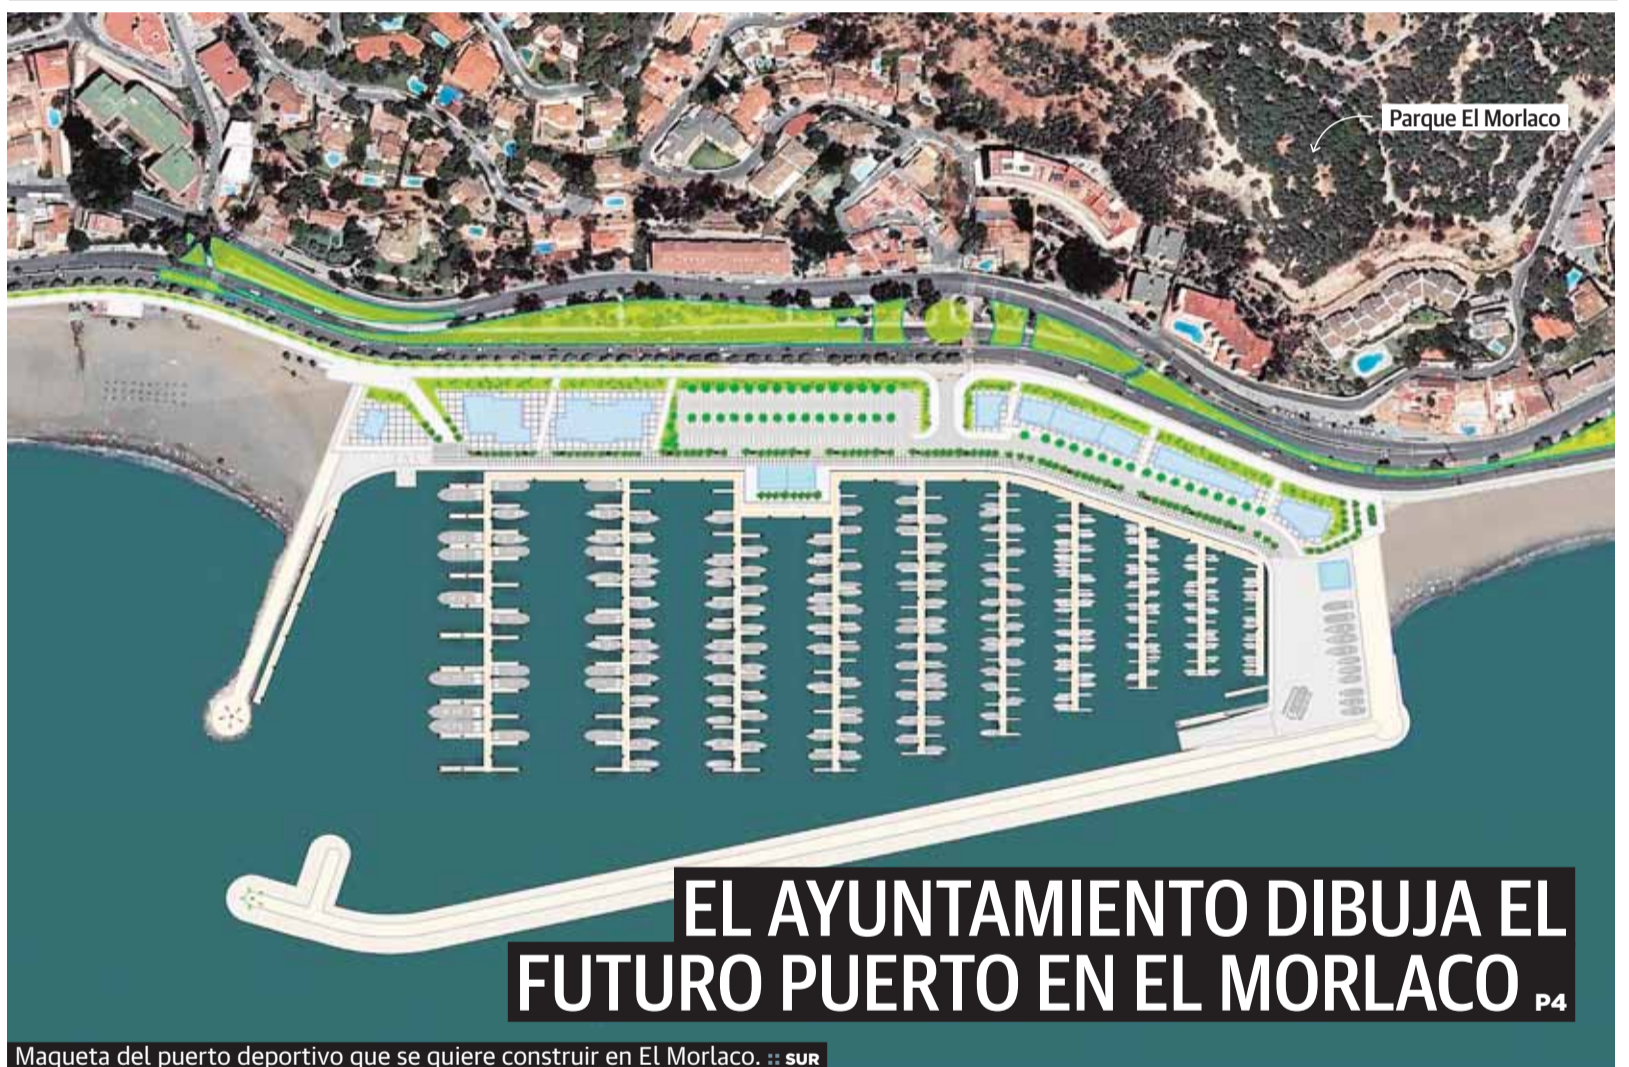 Parque El Morlaco
EL AYUNTAMIENTO DIBUJA EL
FUTURO PUERTO EN EL MORLACO P4
Maqueta del puerto deportivo que se quiere construir en El Morlaco. :: SUR